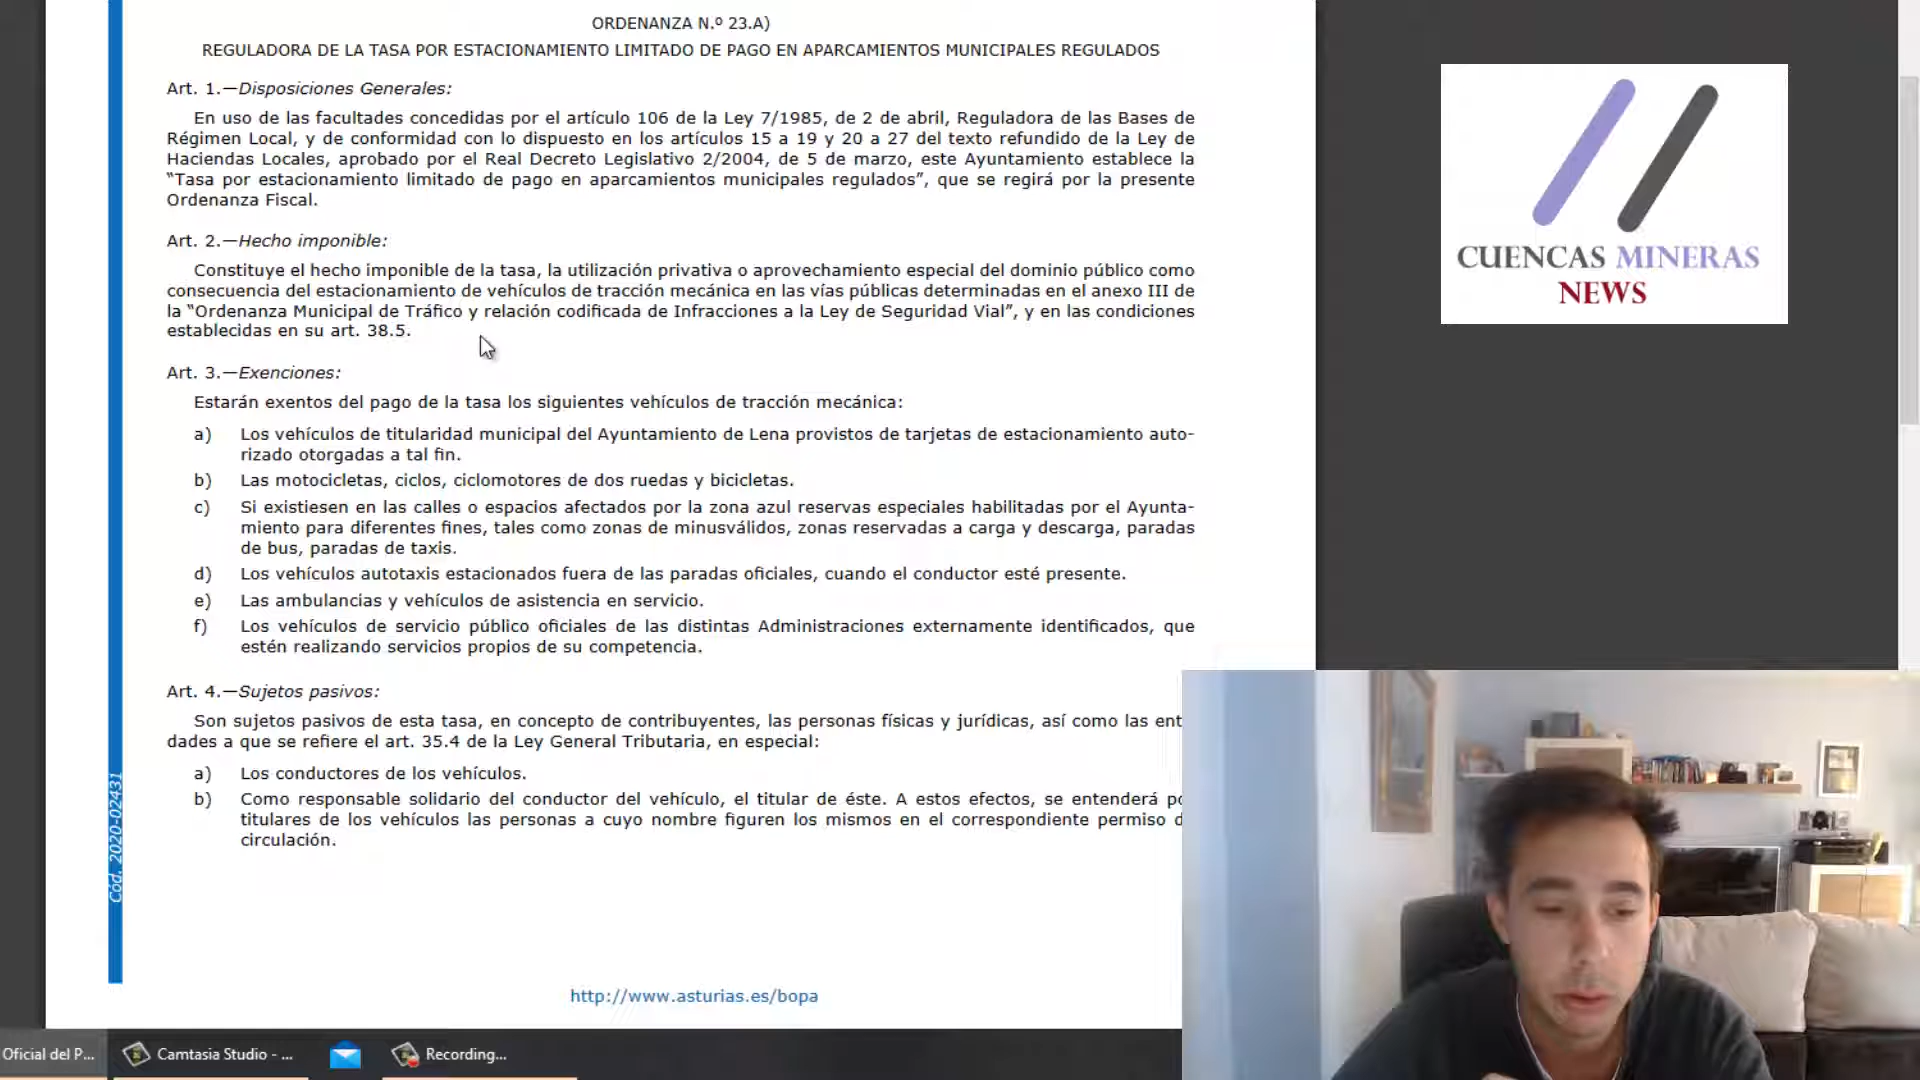 ORDENANZA N.º 23.A)
REGULADORA DE LA TASA POR ESTACIONAMIENTO LIMITADO DE PAGO EN APARCAMIENTOS MUNICIPALES REGULADOS
Art. 1.—Disposiciones Generales:
En uso de las facultades concedidas por el artículo 106 de la Ley 7/1985, de 2 de abril, Reguladora de las Bases de
Régimen Local, y de conformidad con lo dispuesto en los artículos 15 a 19 y 20 a 27 del texto refundido de la Ley de
Haciendas Locales, aprobado por el Real Decreto Legislativo 2/2004, de 5 de marzo, este Ayuntamiento establece la
“Tasa por estacionamiento limitado de pago en aparcamientos municipales regulados”, que se regirá por la presente
Ordenanza Fiscal.
Art. 2.—Hecho imponible:
Constituye el hecho imponible de la tasa, la utilización privativa o aprovechamiento especial del dominio público como
consecuencia del estacionamiento de vehículos de tracción mecánica en las vías públicas determinadas en el anexo III de
la “Ordenanza Municipal de Tráfico y relación codificada de Infracciones a la Ley de Seguridad Vial”, y en las condiciones
establecidas en su art. 38.5.
Art. 3.—Exenciones:
Estarán exentos del pago de la tasa los siguientes vehículos de tracción mecánica:
a) Los vehículos de titularidad municipal del Ayuntamiento de Lena provistos de tarjetas de estacionamiento auto-
rizado otorgadas a tal fin.
b) Las motocicletas, ciclos, ciclomotores de dos ruedas y bicicletas.
c) Si existiesen en las calles o espacios afectados por la zona azul reservas especiales habilitadas por el Ayunta-
miento para diferentes fines, tales como zonas de minusválidos, zonas reservadas a carga y descarga, paradas
de bus, paradas de taxis.
d) Los vehículos autotaxis estacionados fuera de las paradas oficiales, cuando el conductor esté presente.
e) Las ambulancias y vehículos de asistencia en servicio.
f) Los vehículos de servicio público oficiales de las distintas Administraciones externamente identificados, que
estén realizando servicios propios de su competencia.
Art. 4.—Sujetos pasivos:
Son sujetos pasivos de esta tasa, en concepto de contribuyentes, las personas físicas y jurídicas, así como las ent
dades a que se refiere el art. 35.4 de la Ley General Tributaria, en especial:
a) Los conductores de los vehículos.
b) Como responsable solidario del conductor del vehículo, el titular de éste. A estos efectos, se entenderá po
titulares de los vehículos las personas a cuyo nombre figuren los mismos en el correspondiente permiso d
circulación.
Cód. 2020-02431
http://www.asturias.es/bopa
CUENCAS MINERAS
NEWS
Oficial del P...
Camtasia Studio - ...
Recording...